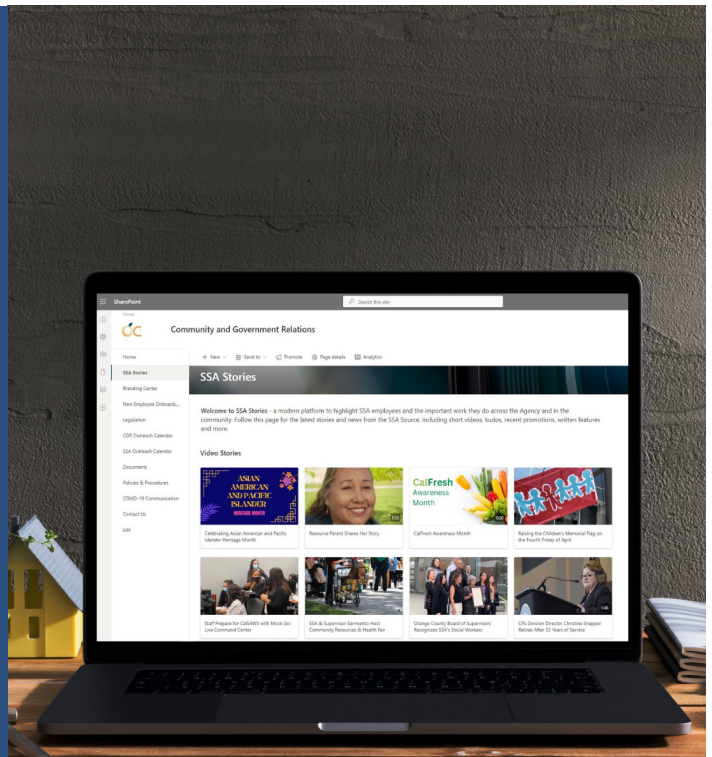 SharePoint
Search this site
Home
OC
Community and Government Relations
Home
SSA Stories
Branding Center
New Employee Onboardi...
Legislation
CGR Outreach Calendar
SSA Outreach Calendar
Documents
Policies & Procedures
COVID-19 Communication
Contact Us
Edit
+ New
Send to
Promote
Page details
Analytics
SSA Stories
Welcome to SSA Stories - a modern platform to highlight SSA employees and the important work they do across the Agency and in the
community. Follow this page for the latest stories and news from the SSA Source, including short videos, kudos, recent promotions, written features
and more.
Video Stories
ASIAN
AMERICAN
AND PACIFIC
ISLANDER
HERITAGE MONTH
Celebrating Asian American and Pacific
Islander Heritage Month
Resource Parent Shares Her Story
CalFresh
Awareness
Month
CalFresh Awareness Month
Raising the Children's Memorial Flag on
the Fourth Friday of April
Staff Prepare for CalSAWS with Mock Go-
Live Command Center
SSA & Supervisor Sarmiento Host
Community Resources & Health Fair
Orange County Board of Supervisors
Recognizes SSA's Social Workers
1:48
CFS Division Director Christine Snapper
Retires After 32 Years of Service